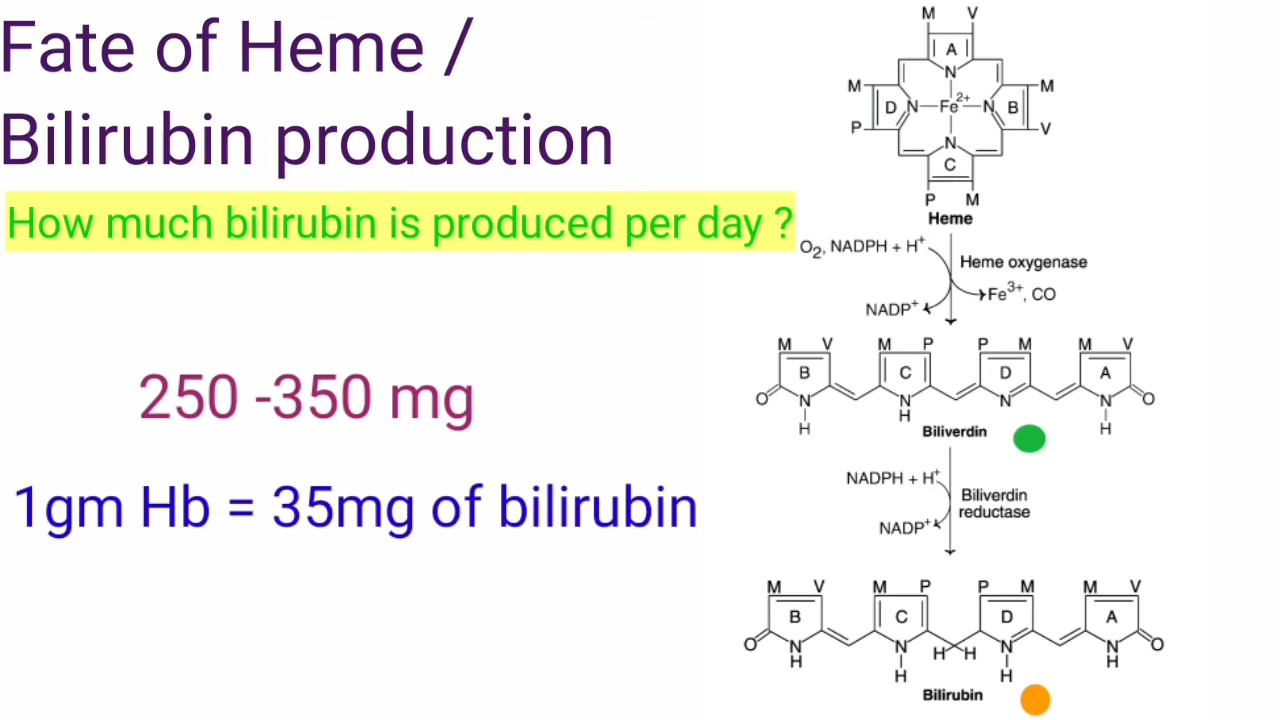 Fate of Heme /
Bilirubin production
How much bilirubin is produced per day ?
250 -350 mg
1gm Hb = 35mg of bilirubin
M V
A
N
M M
D N Fe2+ N B
P V
N
C
P M
Heme
O2, NADPH + H+
Heme oxygenase
Fe3+, CO
NADP+
M V M P P M M V
B C D A
O N N N N O
H H H
Biliverdin
NADPH + H+
Biliverdin
reductase
NADP+
M V M P P M M V
B C D A
O N N H H N N O
H H H H
Bilirubin